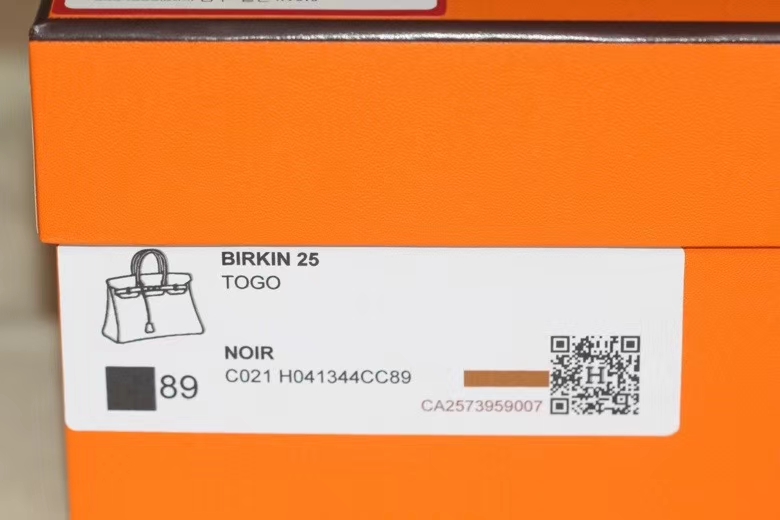 BIRKIN 25
TOGO
NOIR
C021 H041344CC89
89
CA2573959007
H